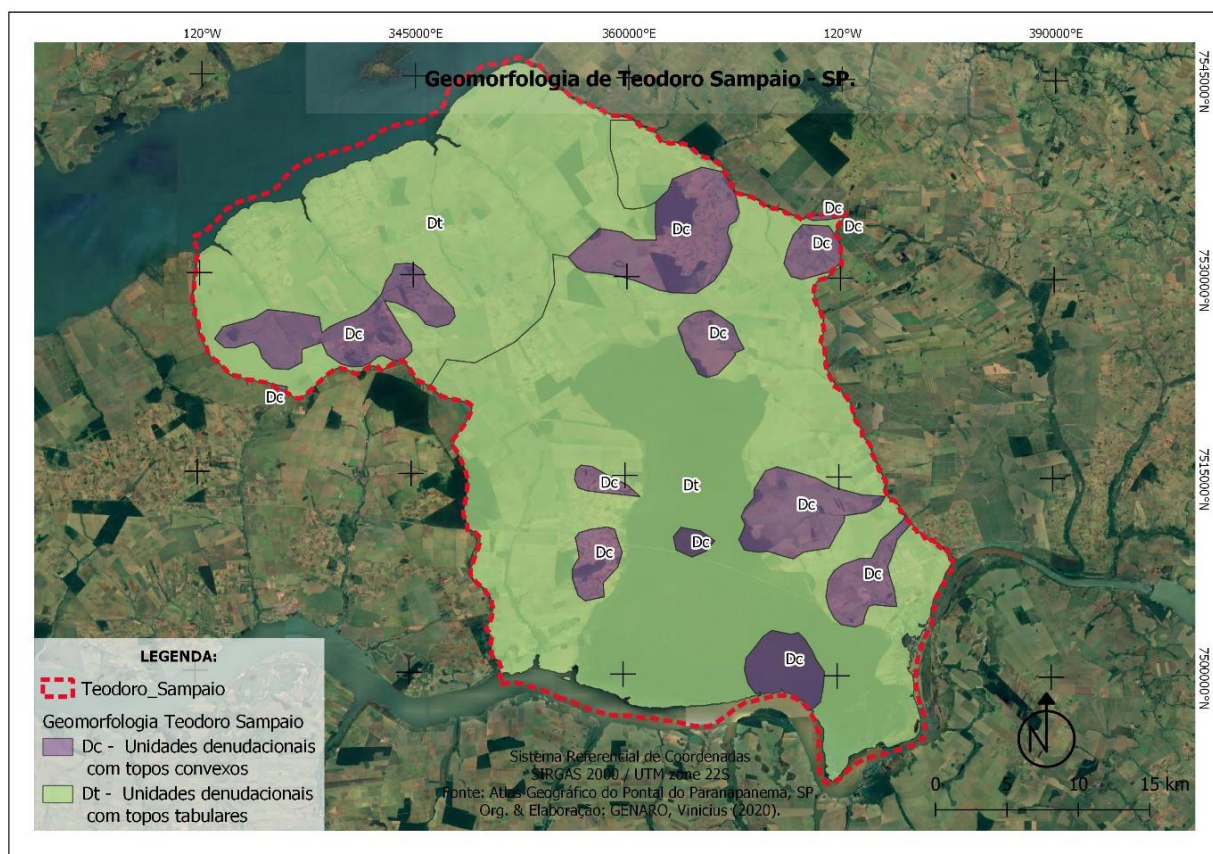 120°W 345000°E 360000°E 120°W 390000°E
Geomorfologia de Teodoro Sampaio - SP.
7545000°N
7530000°N
7515000°N
7500000°N
Dc
Dc
Dt
Dc
Dc
Dc
Dc
Dc
Dc
Dt
Dc
Dc
Dc
Dc
Dc
LEGENDA:
Teodoro_Sampaio
Geomorfologia Teodoro Sampaio
Dc - Unidades denudacionais
com topos convexos
Dt - Unidades denudacionais
com topos tabulares
Sistema Referencial de Coordenadas
SIRGAS 2000 / UTM zone 22S
Fonte: Atlas Geográfico do Pontal do Paranapanema, SP.
Org. & Elaboração: GENARO, Vinicius (2020).
N
0 5 10 15 km